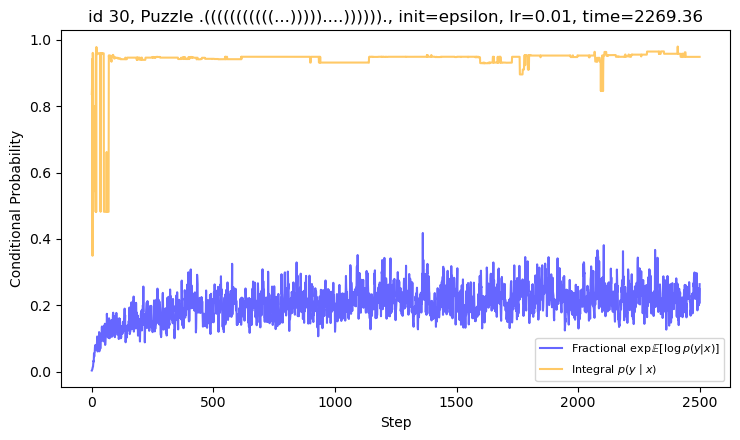 id 30, Puzzle .(((((((((((...)))))....))))))., init=epsilon, lr=0.01, time=2269.36
Conditional Probability
1.0
0.8
0.6
0.4
0.2
0.0
Fractional exp 𝔼[log p(y|x)]
Integral p(y | x)
0 500 1000 1500 2000 2500
Step